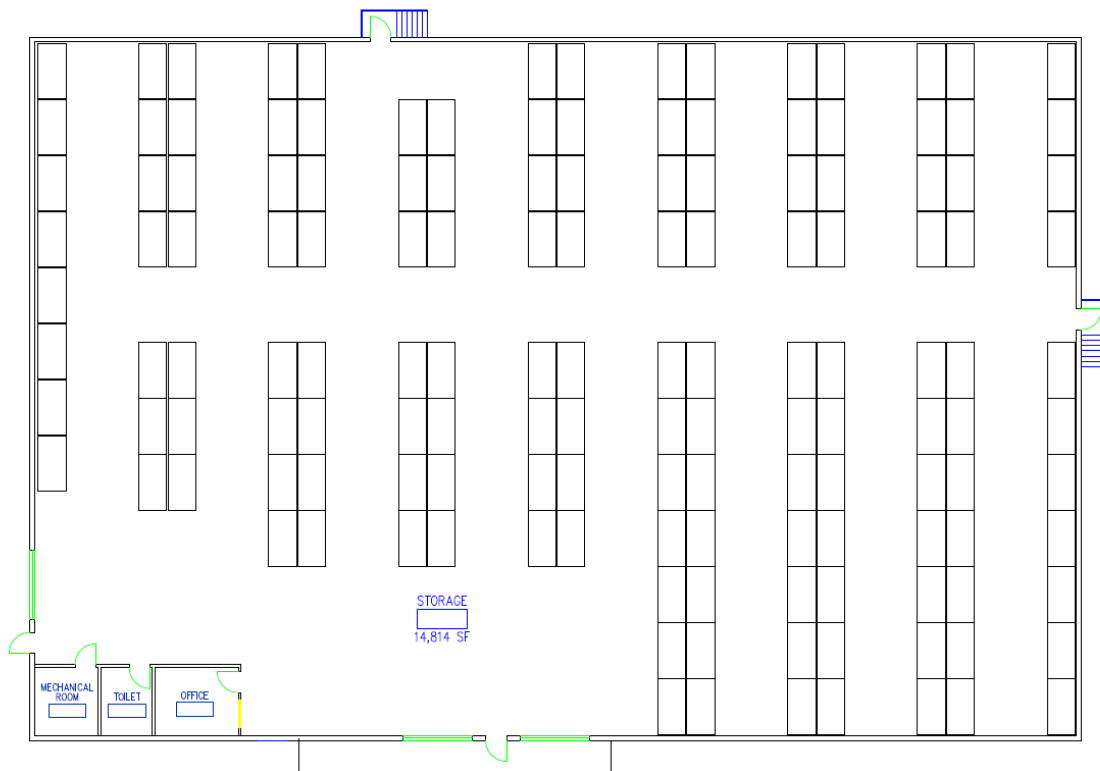 STORAGE
14,814 SF
MECHANICAL
ROOM
TOILET
OFFICE